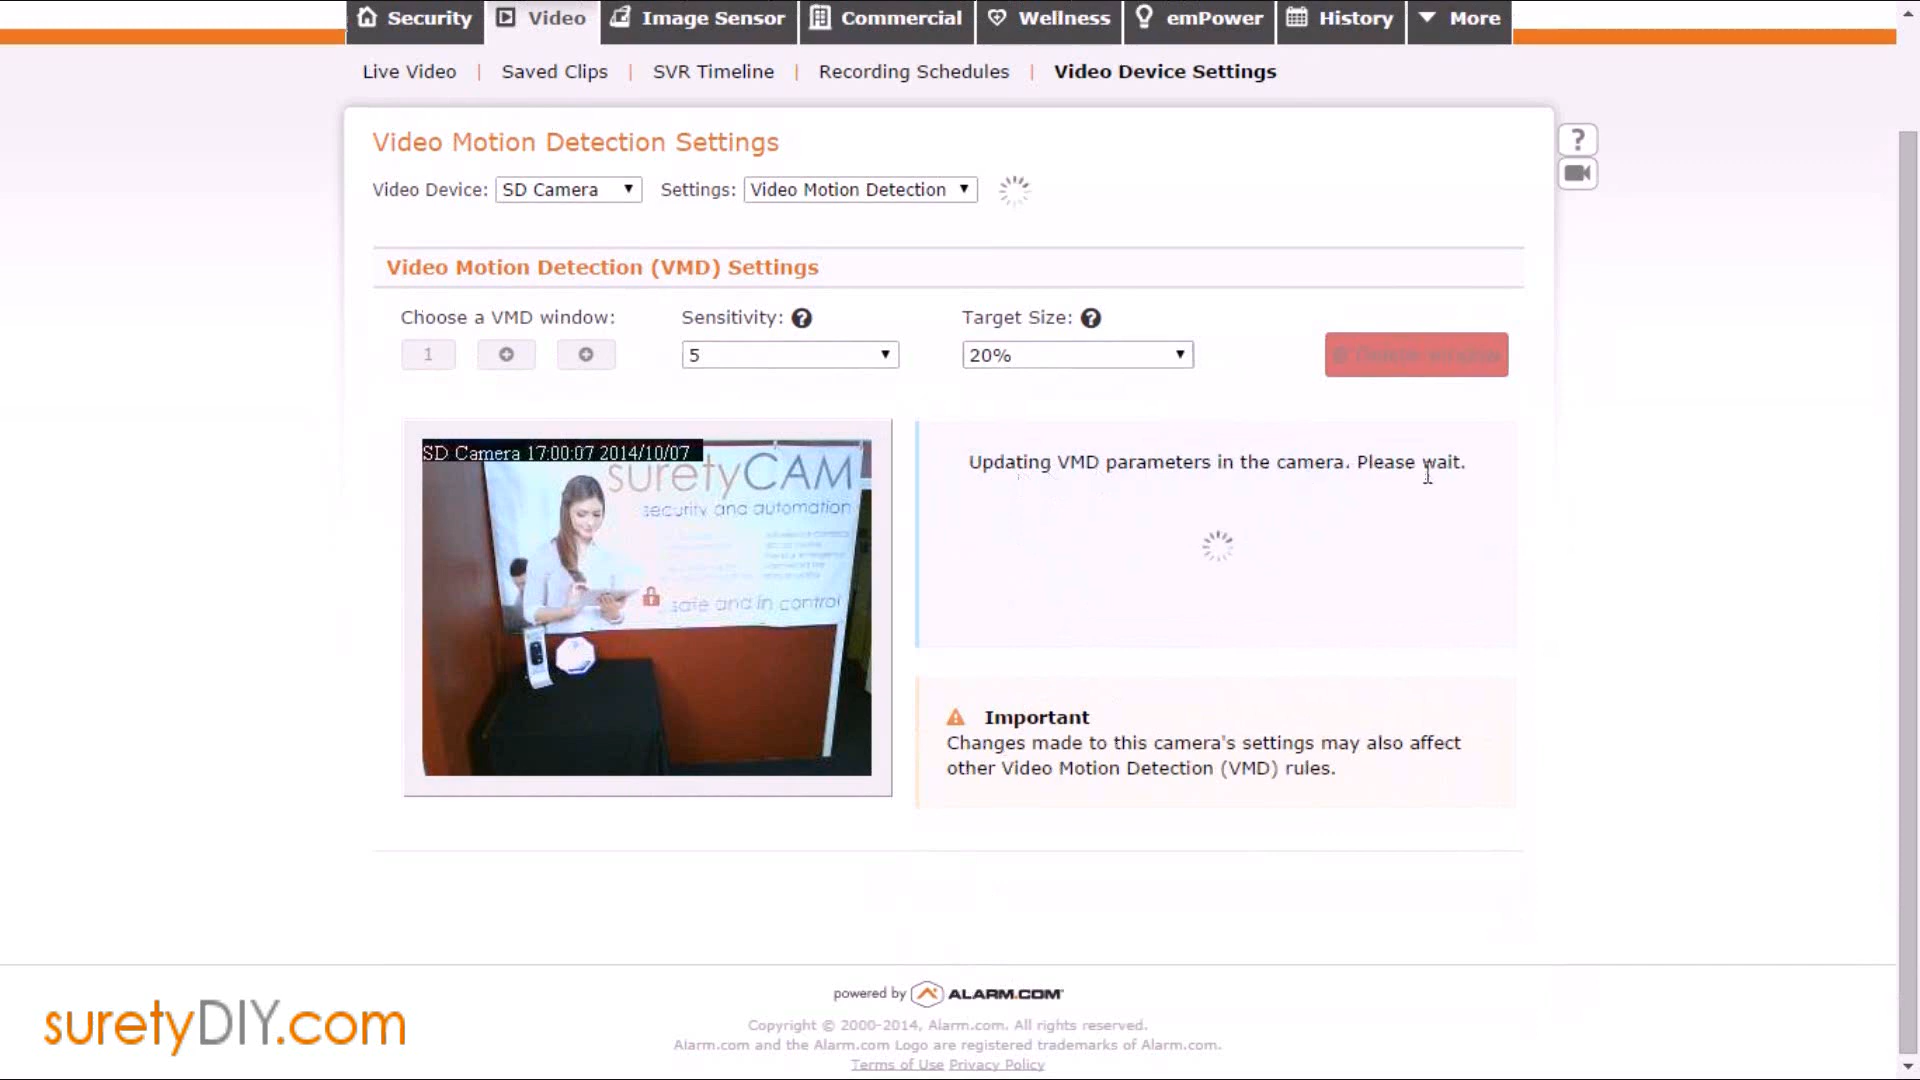 Security Video Image Sensor Commercial Wellness emPower History More
Live Video | Saved Clips | SVR Timeline | Recording Schedules | Video Device Settings
Video Motion Detection Settings
?
Video Device: SD Camera Settings: Video Motion Detection
Video Motion Detection (VMD) Settings
Choose a VMD window: Sensitivity: ? Target Size: ?
1 5 20%
SD Camera 17:00:07 2014/10/07
suretyCAM
security and automation
safe and in control
Updating VMD parameters in the camera. Please wait.
Important
Changes made to this camera's settings may also affect
other Video Motion Detection (VMD) rules.
powered by ALARM.COM
suretyDIY.com
Copyright © 2000-2014, Alarm.com. All rights reserved.
Alarm.com and the Alarm.com Logo are registered trademarks of Alarm.com.
Terms of Use Privacy Policy